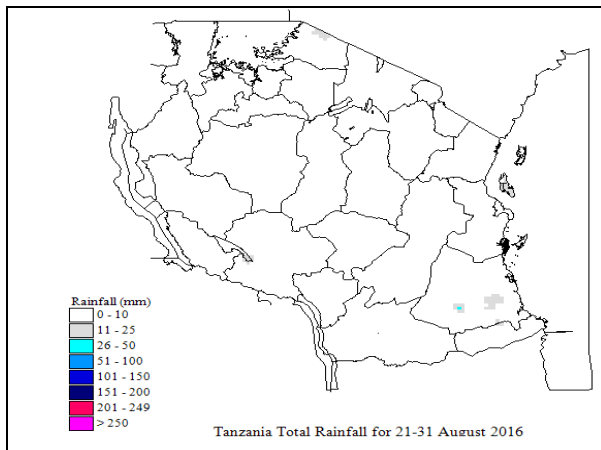 Rainfall (mm)
0 - 10
11 - 25
26 - 50
51 - 100
101 - 150
151 - 200
201 - 249
> 250
Tanzania Total Rainfall for 21-31 August 2016